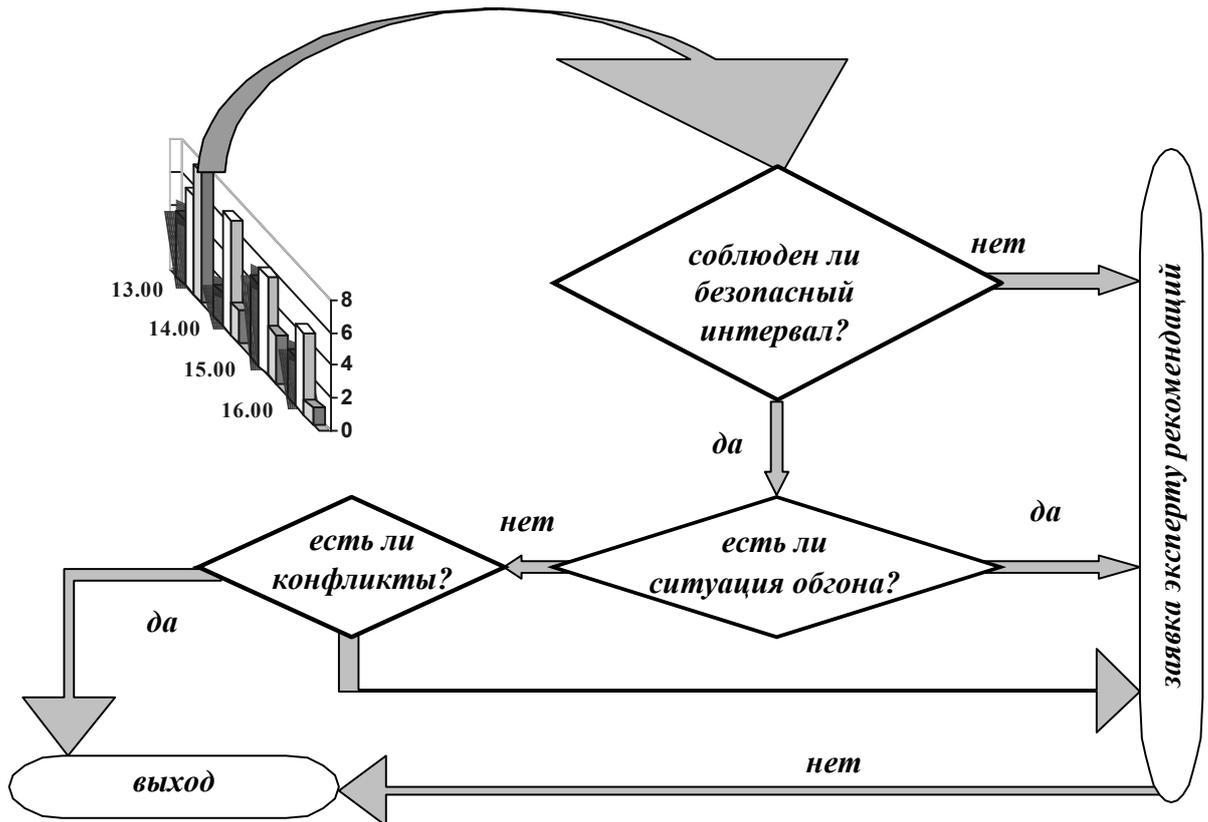 13.00
14.00
15.00
16.00
8
6
4
2
0
соблюден ли
безопасный
интервал?
нет
да
есть ли
ситуация обгона?
да
нет
есть ли
конфликты?
да
заявка эксперту рекомендаций
нет
выход